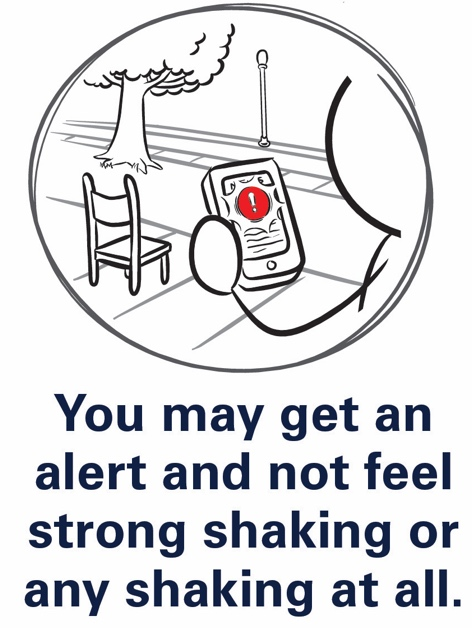 !
You may get an
alert and not feel
strong shaking or
any shaking at all.